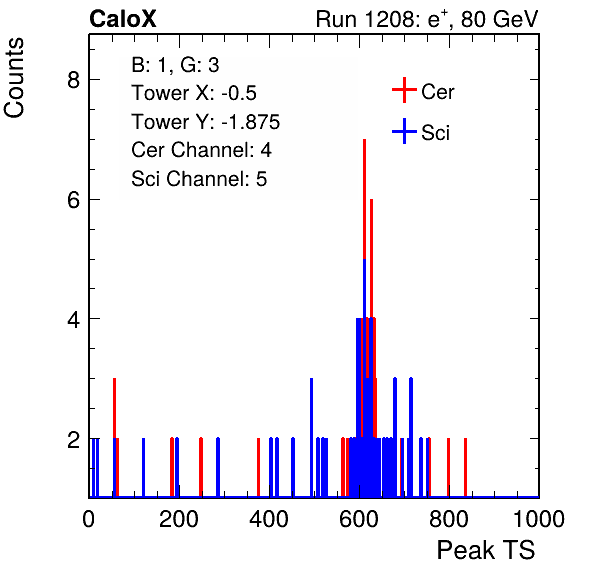 CaloX Run 1208: e⁺, 80 GeV
Counts
B: 1, G: 3
Tower X: -0.5
Tower Y: -1.875
Cer Channel: 4
Sci Channel: 5
Cer
Sci
8
6
4
2
0 200 400 600 800 1000
Peak TS